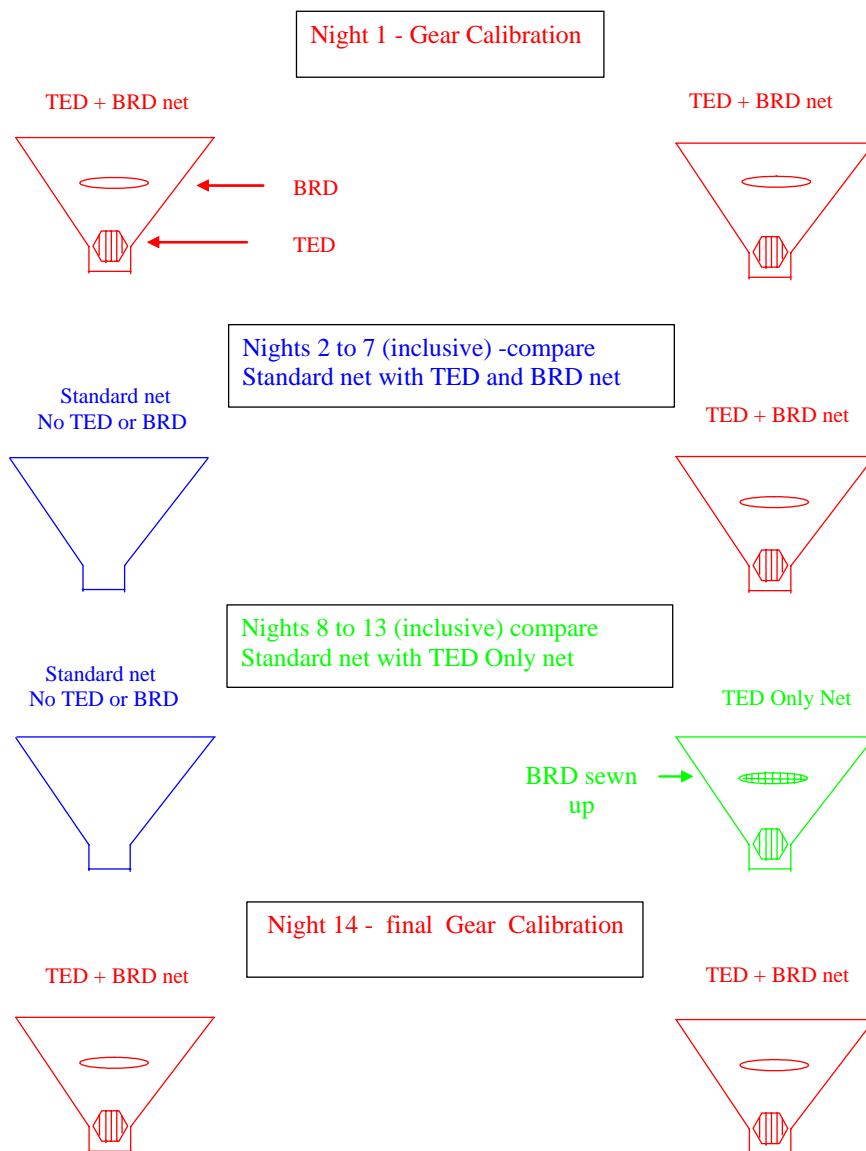 Night 1 - Gear Calibration
TED + BRD net
TED + BRD net
BRD
TED
Nights 2 to 7 (inclusive) -compare
Standard net with TED and BRD net
Standard net
No TED or BRD
TED + BRD net
Nights 8 to 13 (inclusive) compare
Standard net with TED Only net
Standard net
No TED or BRD
TED Only Net
BRD sewn
up
Night 14 - final Gear Calibration
TED + BRD net
TED + BRD net